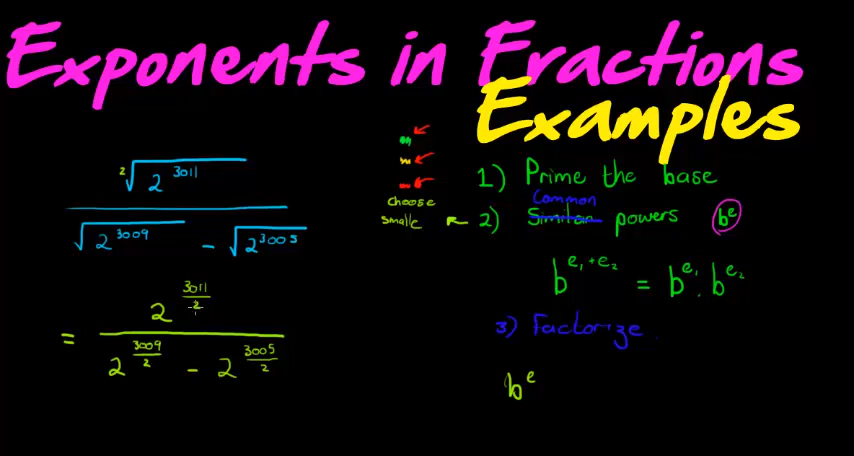 Exponents in Fractions
Examples
²√2^3011
√2^3009 - √2^3005
= 2^(3011/2)
2^(3009/2) - 2^(3005/2)
choose
smalle
1) Prime the base
Common
2) Similar powers b^e
b^(e₁+e₂) = b^e₁ . b^e₂
3) Factorize.
b^e